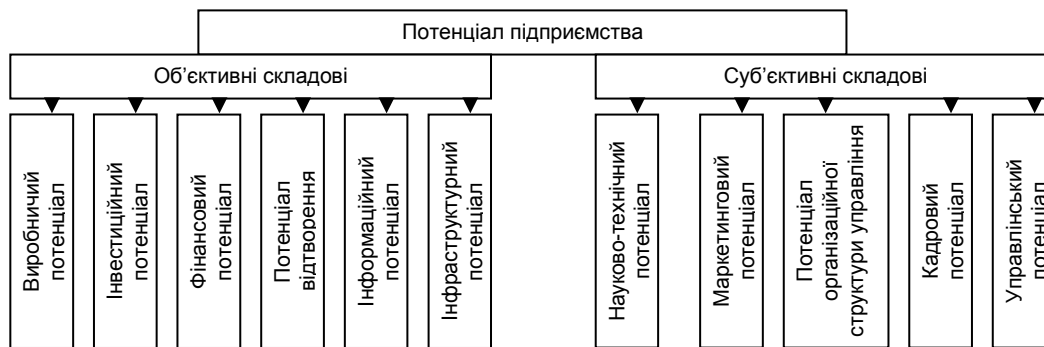 Потенціал підприємства
Об’єктивні складові
Суб’єктивні складові
Виробничий
потенціал
Інвестиційний
потенціал
Фінансовий
потенціал
Потенціал
відтворення
Інформаційний
потенціал
Інфраструктурний
потенціал
Науково-технічний
потенціал
Маркетинговий
потенціал
Потенціал
організаційної
структури управління
Кадровий
потенціал
Управлінський
потенціал